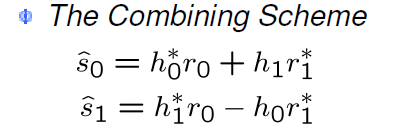 The Combining Scheme
ŝ₀ = h₀*r₀ + h₁r₁*
ŝ₁ = h₁*r₀ − h₀r₁*